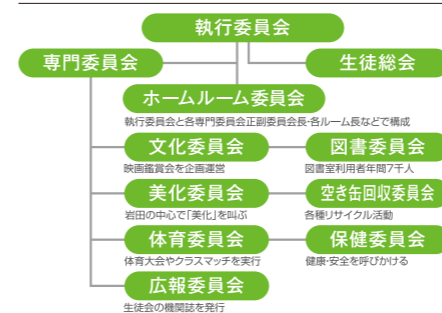 執行委員会
専門委員会
生徒総会
ホームルーム委員会
執行委員会と各専門委員会正副委員会長・各ルーム長などで構成
文化委員会
映画鑑賞会を企画運営
図書委員会
図書室利用者年間7千人
美化委員会
岩田の中心で「美化」を叫ぶ
空き缶回収委員会
各種リサイクル活動
体育委員会
体育大会やクラスマッチを実行
保健委員会
健康・安全を呼びかける
広報委員会
生徒会の機関誌を発行